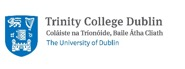 Trinity College Dublin
Coláiste na Tríonóide, Baile Átha Cliath
The University of Dublin